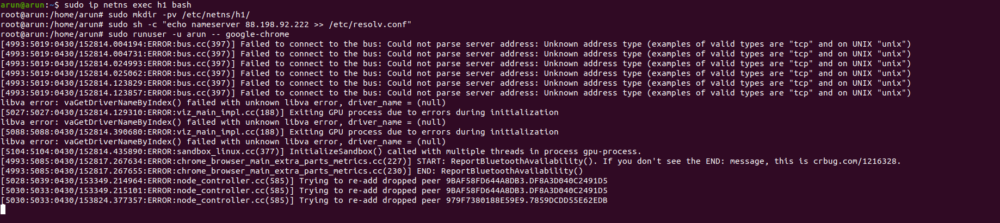 arun@arun:~$ sudo ip netns exec h1 bash
root@arun:/home/arun# sudo mkdir -pv /etc/netns/h1/
root@arun:/home/arun# sudo sh -c "echo nameserver 88.198.92.222 >> /etc/resolv.conf"
root@arun:/home/arun# sudo runuser -u arun -- google-chrome
[4993:5019:0430/152814.004194:ERROR:bus.cc(397)] Failed to connect to the bus: Could not parse server address: Unknown address type (examples of valid types are "tcp" and on UNIX "unix")
[4993:5019:0430/152814.004731:ERROR:bus.cc(397)] Failed to connect to the bus: Could not parse server address: Unknown address type (examples of valid types are "tcp" and on UNIX "unix")
[4993:5019:0430/152814.024993:ERROR:bus.cc(397)] Failed to connect to the bus: Could not parse server address: Unknown address type (examples of valid types are "tcp" and on UNIX "unix")
[4993:5019:0430/152814.025062:ERROR:bus.cc(397)] Failed to connect to the bus: Could not parse server address: Unknown address type (examples of valid types are "tcp" and on UNIX "unix")
[4993:5019:0430/152814.123829:ERROR:bus.cc(397)] Failed to connect to the bus: Could not parse server address: Unknown address type (examples of valid types are "tcp" and on UNIX "unix")
[4993:5019:0430/152814.123857:ERROR:bus.cc(397)] Failed to connect to the bus: Could not parse server address: Unknown address type (examples of valid types are "tcp" and on UNIX "unix")
libva error: vaGetDriverNameByIndex() failed with unknown libva error, driver_name = (null)
[5027:5027:0430/152814.129310:ERROR:viz_main_impl.cc(188)] Exiting GPU process due to errors during initialization
libva error: vaGetDriverNameByIndex() failed with unknown libva error, driver_name = (null)
[5088:5088:0430/152814.390680:ERROR:viz_main_impl.cc(188)] Exiting GPU process due to errors during initialization
libva error: vaGetDriverNameByIndex() failed with unknown libva error, driver_name = (null)
[5104:5104:0430/152814.435890:ERROR:sandbox_linux.cc(377)] InitializeSandbox() called with multiple threads in process gpu-process.
[4993:5085:0430/152817.267634:ERROR:chrome_browser_main_extra_parts_metrics.cc(227)] START: ReportBluetoothAvailability(). If you don't see the END: message, this is crbug.com/1216328.
[4993:5085:0430/152817.267655:ERROR:chrome_browser_main_extra_parts_metrics.cc(230)] END: ReportBluetoothAvailability()
[5028:5039:0430/153349.214964:ERROR:node_controller.cc(585)] Trying to re-add dropped peer 9BAF58FD644A8DB3.DF8A3D040C2491D5
[5030:5033:0430/153349.215101:ERROR:node_controller.cc(585)] Trying to re-add dropped peer 9BAF58FD644A8DB3.DF8A3D040C2491D5
[5030:5033:0430/153824.377357:ERROR:node_controller.cc(585)] Trying to re-add dropped peer 979F7380188E59E9.7859DCDD55E62EDB